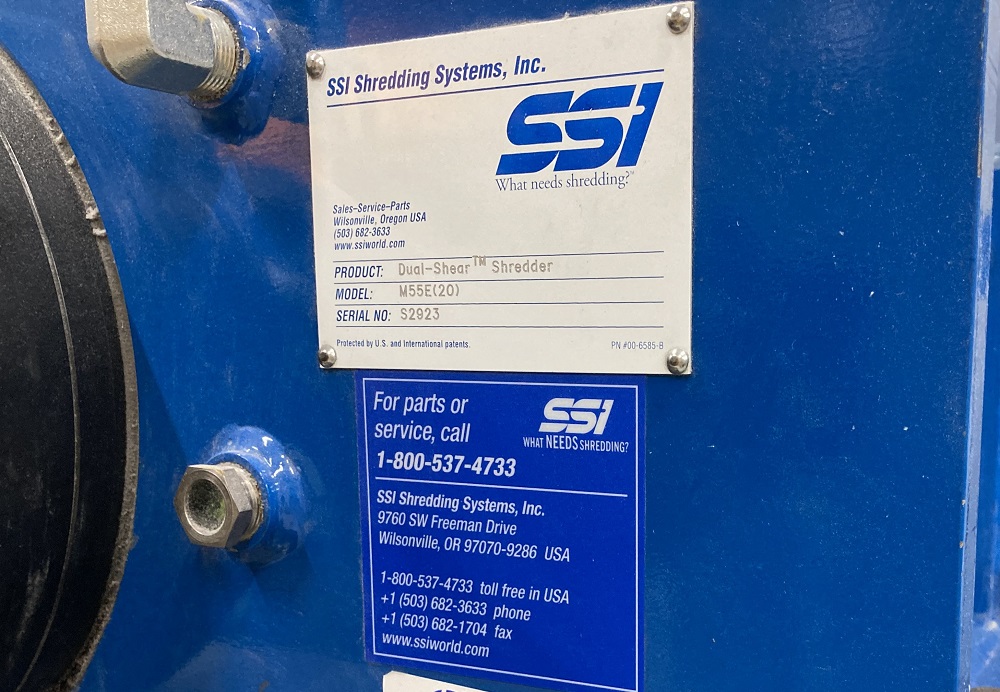 SSI Shredding Systems, Inc.
SSI
What needs shredding?™
Sales-Service-Parts
Wilsonville, Oregon USA
(503) 682-3633
www.ssiworld.com
PRODUCT: Dual-Shear™ Shredder
MODEL: M55E(20)
SERIAL NO: S2923
Protected by U.S. and International patents. PN #00-6585-B
For parts or
service, call
1-800-537-4733
SSI
WHAT NEEDS SHREDDING?
SSI Shredding Systems, Inc.
9760 SW Freeman Drive
Wilsonville, OR 97070-9286 USA
1-800-537-4733 toll free in USA
+1 (503) 682-3633 phone
+1 (503) 682-1704 fax
www.ssiworld.com